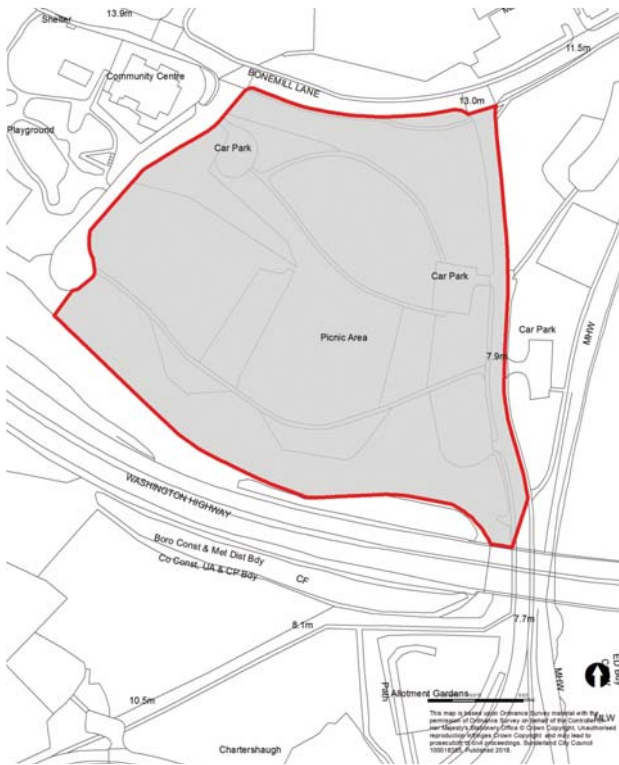 13.9m
Shelter
11.5m
Community Centre
BONEMILL LANE
13.0m
Playground
Car Park
Car Park
Car Park
MHW
Picnic Area
7.9m
WASHINGTON HIGHWAY
Boro Const & Met Dist Bdy
Co Const, UA & CP Bdy
CF
7.7m
8.1m
MHW
Path
Allotment Gardens
10.5m
MLW
Chartershaugh
This map is based upon Ordnance Survey material with the
permission of Ordnance Survey on behalf of the Controller of
Her Majesty's Stationery Office © Crown Copyright. Unauthorised
reproduction infringes Crown Copyright and may lead to
prosecution or civil proceedings. Sunderland City Council
Published 2018.